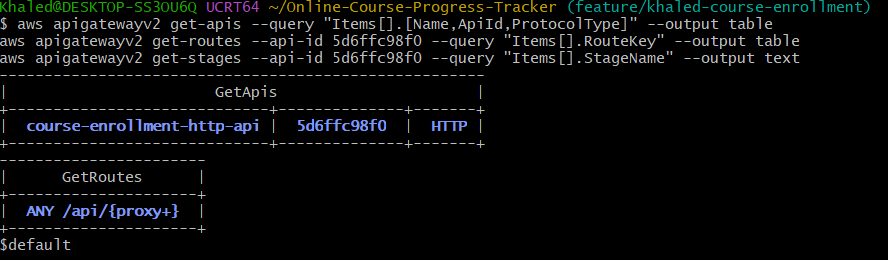 Khaled@DESKTOP-SS3OU6Q UCRT64 ~/Online-Course-Progress-Tracker (feature/khaled-course-enrollment)
$ aws apigatewayv2 get-apis --query "Items[].[Name,ApiId,ProtocolType]" --output table
aws apigatewayv2 get-routes --api-id 5d6ffc98f0 --query "Items[].RouteKey" --output table
aws apigatewayv2 get-stages --api-id 5d6ffc98f0 --query "Items[].StageName" --output text
-------------------------------------------------------
|                       GetApis                       |
+------------------------------+--------------+-------+
|  course-enrollment-http-api  |  5d6ffc98f0  |  HTTP |
+------------------------------+--------------+-------+
-----------------------
|      GetRoutes      |
+---------------------+
|  ANY /api/{proxy+}  |
+---------------------+
$default